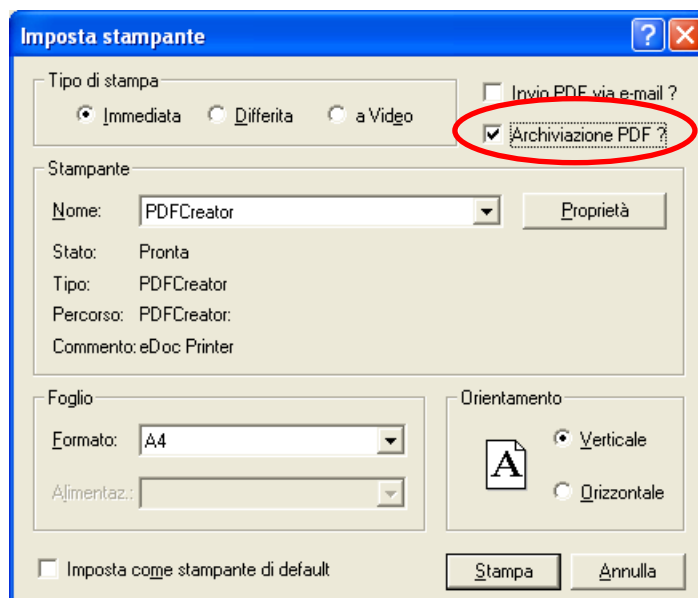 Imposta stampante
Tipo di stampa
Immediata Differita a Video
Invio PDF via e-mail ?
Archiviazione PDF ?
Stampante
Nome: PDFCreator Proprietà
Stato: Pronta
Tipo: PDFCreator
Percorso: PDFCreator:
Commento: eDoc Printer
Foglio
Formato: A4
Alimentaz.:
Orientamento
A
Verticale
Orizzontale
Imposta come stampante di default
Stampa Annulla